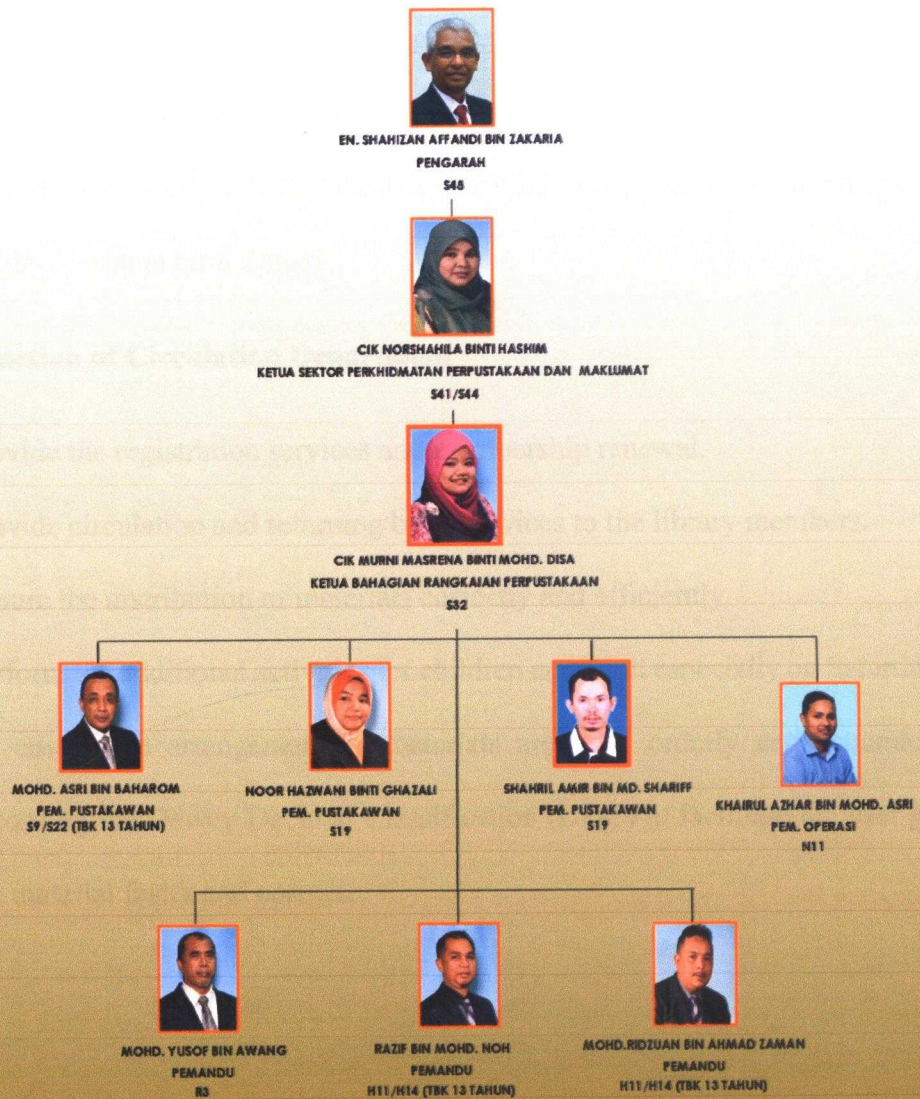 EN. SHAHIZAN AFFANDI BIN ZAKARIA
PENGARAH
S48
CIK NORSHAHILA BINTI HASHIM
KETUA SEKTOR PERKHIDMATAN PERPUSTAKAAN DAN MAKLUMAT
S41/S44
CIK MURNI MASRENA BINTI MOHD. DISA
KETUA BAHAGIAN RANGKAIAN PERPUSTAKAAN
S32
MOHD. ASRI BIN BAHAROM
PEM. PUSTAKAWAN
S9/S22 (TBK 13 TAHUN)
NOOR HAZWANI BINTI GHAZALI
PEM. PUSTAKAWAN
S19
SHAHRIL AMIR BIN MD. SHARIFF
PEM. PUSTAKAWAN
S19
KHAIRUL AZHAR BIN MOHD. ASRI
PEM. OPERASI
N11
MOHD. YUSOF BIN AWANG
PEMANDU
R3
RAZIF BIN MOHD. NOH
PEMANDU
H11/H14 (TBK 13 TAHUN)
MOHD.RIDZUAN BIN AHMAD ZAMAN
PEMANDU
H11/H14 (TBK 13 TAHUN)